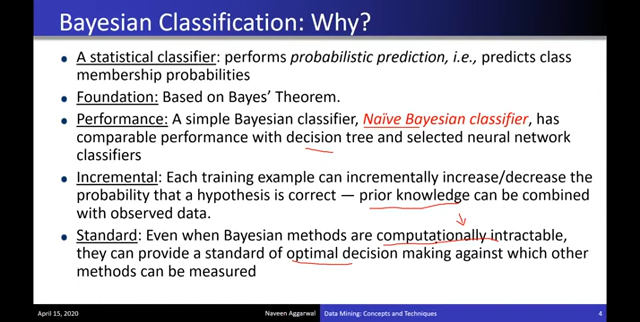 Bayesian Classification: Why?
A statistical classifier: performs probabilistic prediction, i.e., predicts class
membership probabilities
Foundation: Based on Bayes’ Theorem.
Performance: A simple Bayesian classifier, Naïve Bayesian classifier, has
comparable performance with decision tree and selected neural network
classifiers
Incremental: Each training example can incrementally increase/decrease the
probability that a hypothesis is correct — prior knowledge can be combined
with observed data.
Standard: Even when Bayesian methods are computationally intractable,
they can provide a standard of optimal decision making against which other
methods can be measured
April 15, 2020 Naveen Aggarwal Data Mining: Concepts and Techniques 4